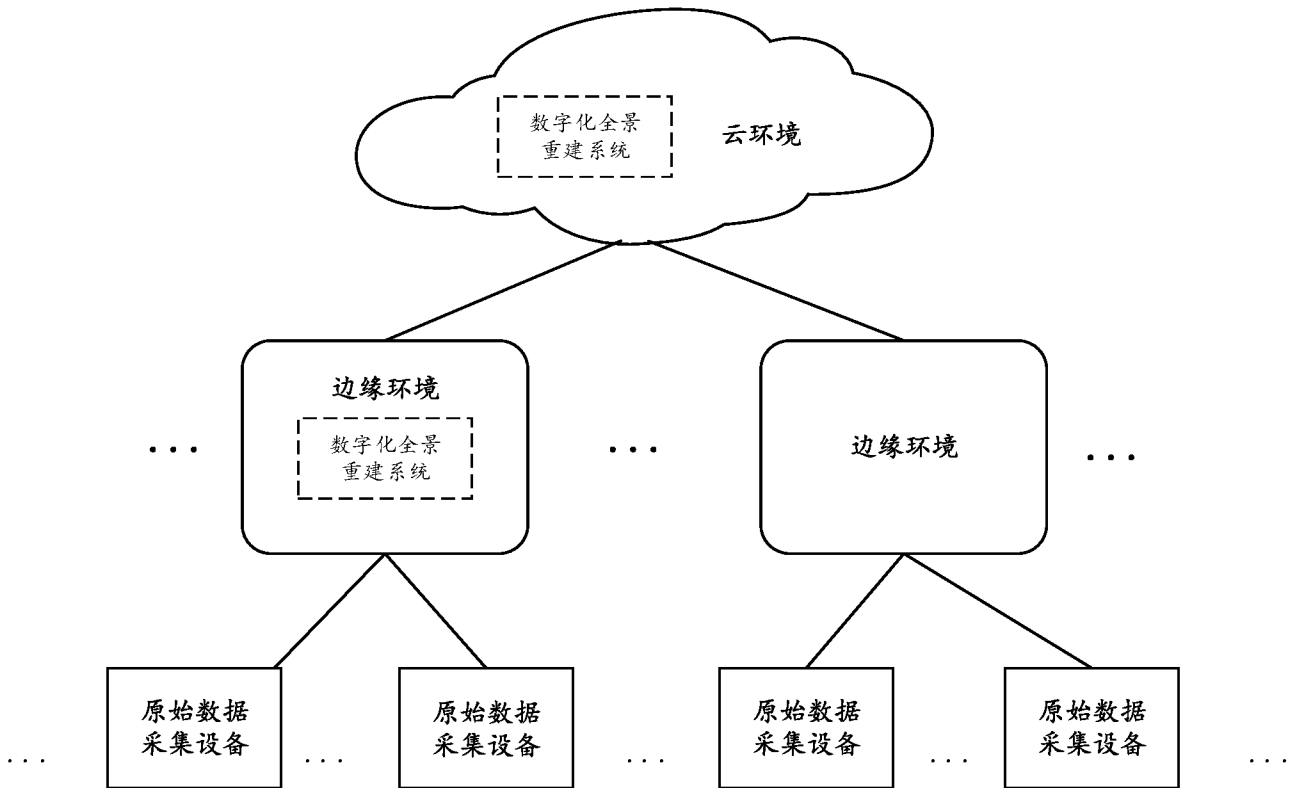 数字化全景
重建系统
云环境
边缘环境
数字化全景
重建系统
...
...
边缘环境
...
原始数据
采集设备
原始数据
采集设备
原始数据
采集设备
原始数据
采集设备
...
...
...
...
...